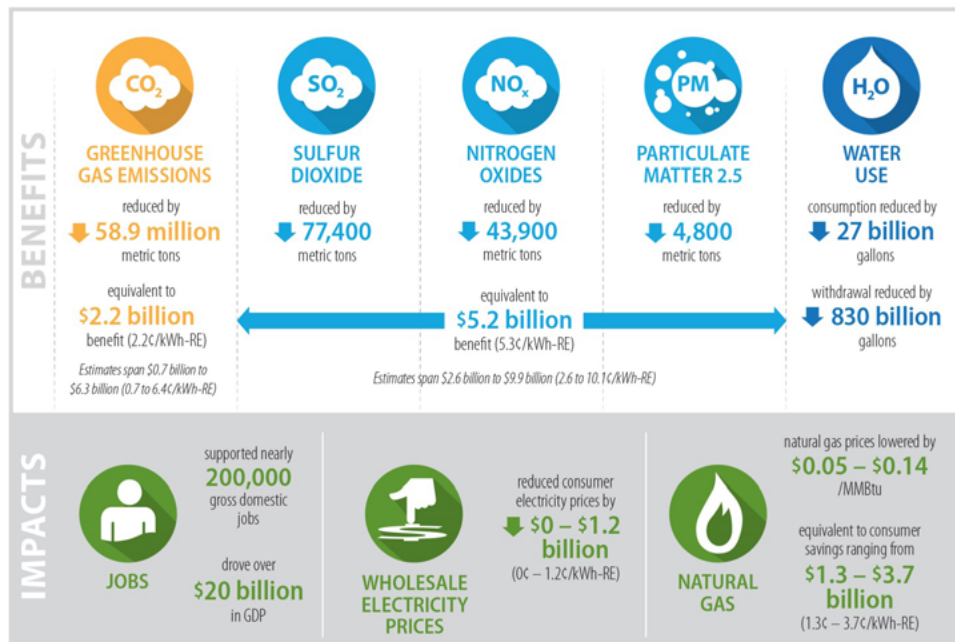 BENEFITS
CO₂
GREENHOUSE
GAS EMISSIONS
reduced by
58.9 million
metric tons
equivalent to
$2.2 billion
benefit (2.2¢/kWh-RE)
Estimates span $0.7 billion to
$6.3 billion (0.7 to 6.4¢/kWh-RE)
SO₂
SULFUR
DIOXIDE
reduced by
77,400
metric tons
NOₓ
NITROGEN
OXIDES
reduced by
43,900
metric tons
PM
PARTICULATE
MATTER 2.5
reduced by
4,800
metric tons
equivalent to
$5.2 billion
benefit (5.3¢/kWh-RE)
Estimates span $2.6 billion to $9.9 billion (2.6 to 10.1¢/kWh-RE)
H₂O
WATER
USE
consumption reduced by
27 billion
gallons
withdrawal reduced by
830 billion
gallons
IMPACTS
JOBS
supported nearly
200,000
gross domestic
jobs
drove over
$20 billion
in GDP
WHOLESALE
ELECTRICITY
PRICES
reduced consumer
electricity prices by
$0 – $1.2
billion
(0¢ – 1.2¢/kWh-RE)
NATURAL
GAS
natural gas prices lowered by
$0.05 – $0.14
/MMBtu
equivalent to consumer
savings ranging from
$1.3 – $3.7
billion
(1.3¢ – 3.7¢/kWh-RE)